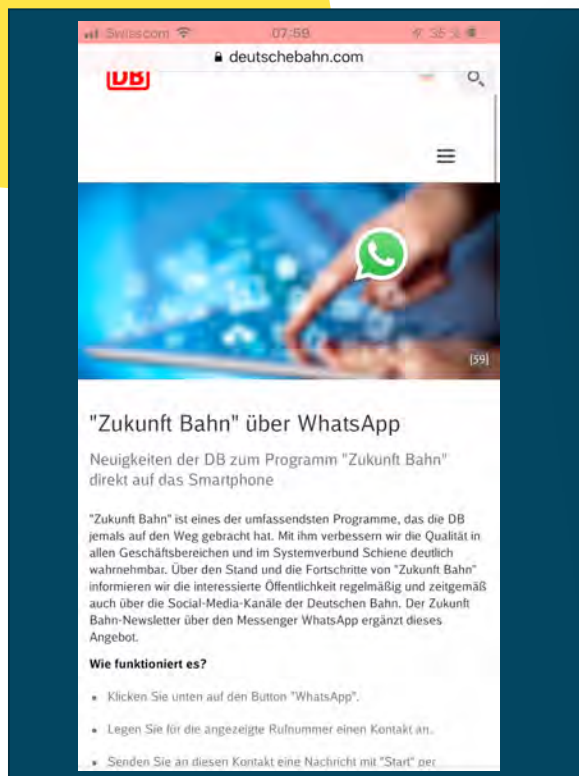 Swisscom 07:59 35 %
deutschebahn.com
DB
[59]
"Zukunft Bahn" über WhatsApp
Neuigkeiten der DB zum Programm "Zukunft Bahn"
direkt auf das Smartphone
"Zukunft Bahn" ist eines der umfassendsten Programme, das die DB
jemals auf den Weg gebracht hat. Mit ihm verbessern wir die Qualität in
allen Geschäftsbereichen und im Systemverbund Schiene deutlich
wahrnehmbar. Über den Stand und die Fortschritte von "Zukunft Bahn"
informieren wir die interessierte Öffentlichkeit regelmäßig und zeitgemäß
auch über die Social-Media-Kanäle der Deutschen Bahn. Der Zukunft
Bahn-Newsletter über den Messenger WhatsApp ergänzt dieses
Angebot.
Wie funktioniert es?
▪ Klicken Sie unten auf den Button "WhatsApp".
▪ Legen Sie für die angezeigte Rufnummer einen Kontakt an.
▪ Senden Sie an diesen Kontakt eine Nachricht mit "Start" per